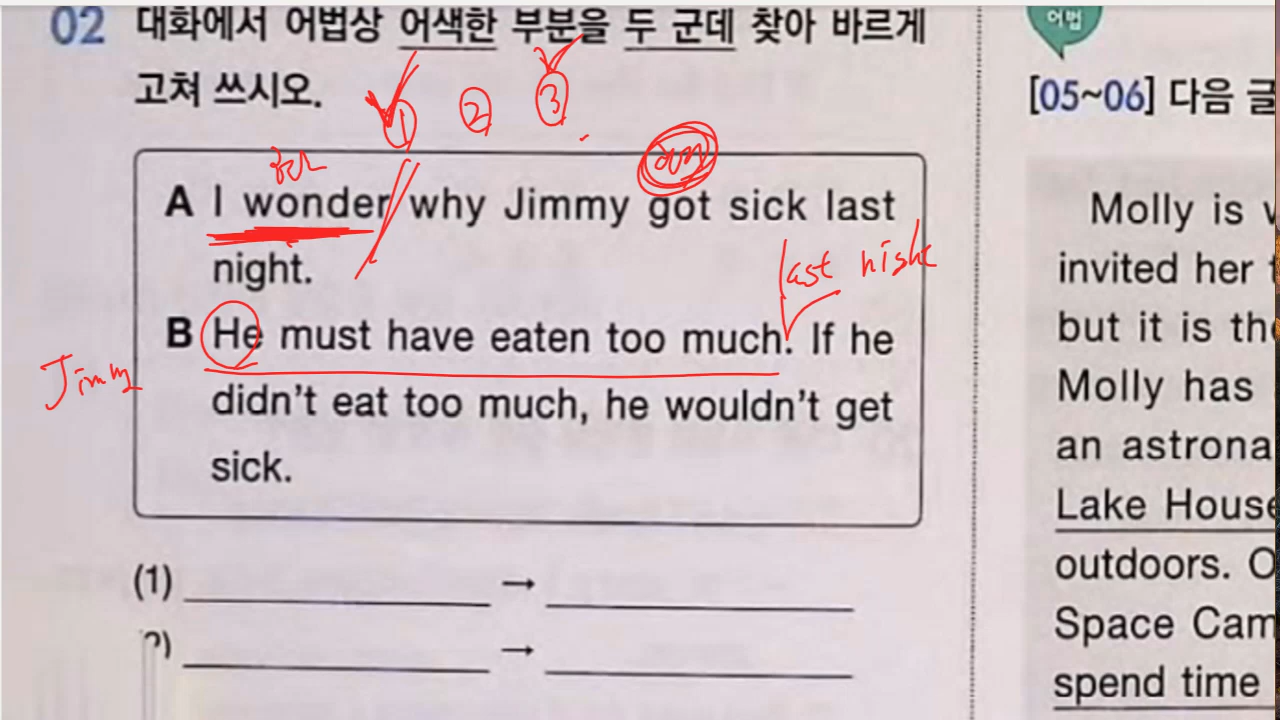 02 대화에서 어법상 어색한 부분을 두 군데 찾아 바르게
고쳐 쓰시오.
① ② ③
A I wonder why Jimmy got sick last
night.
last night
B He must have eaten too much. If he
Jimmy
didn't eat too much, he wouldn't get
sick.
(1) →
→
어법
[05~06] 다음 글
Molly is
invited her
but it is the
Molly has
an astrona
Lake House
outdoors. O
Space Cam
spend time